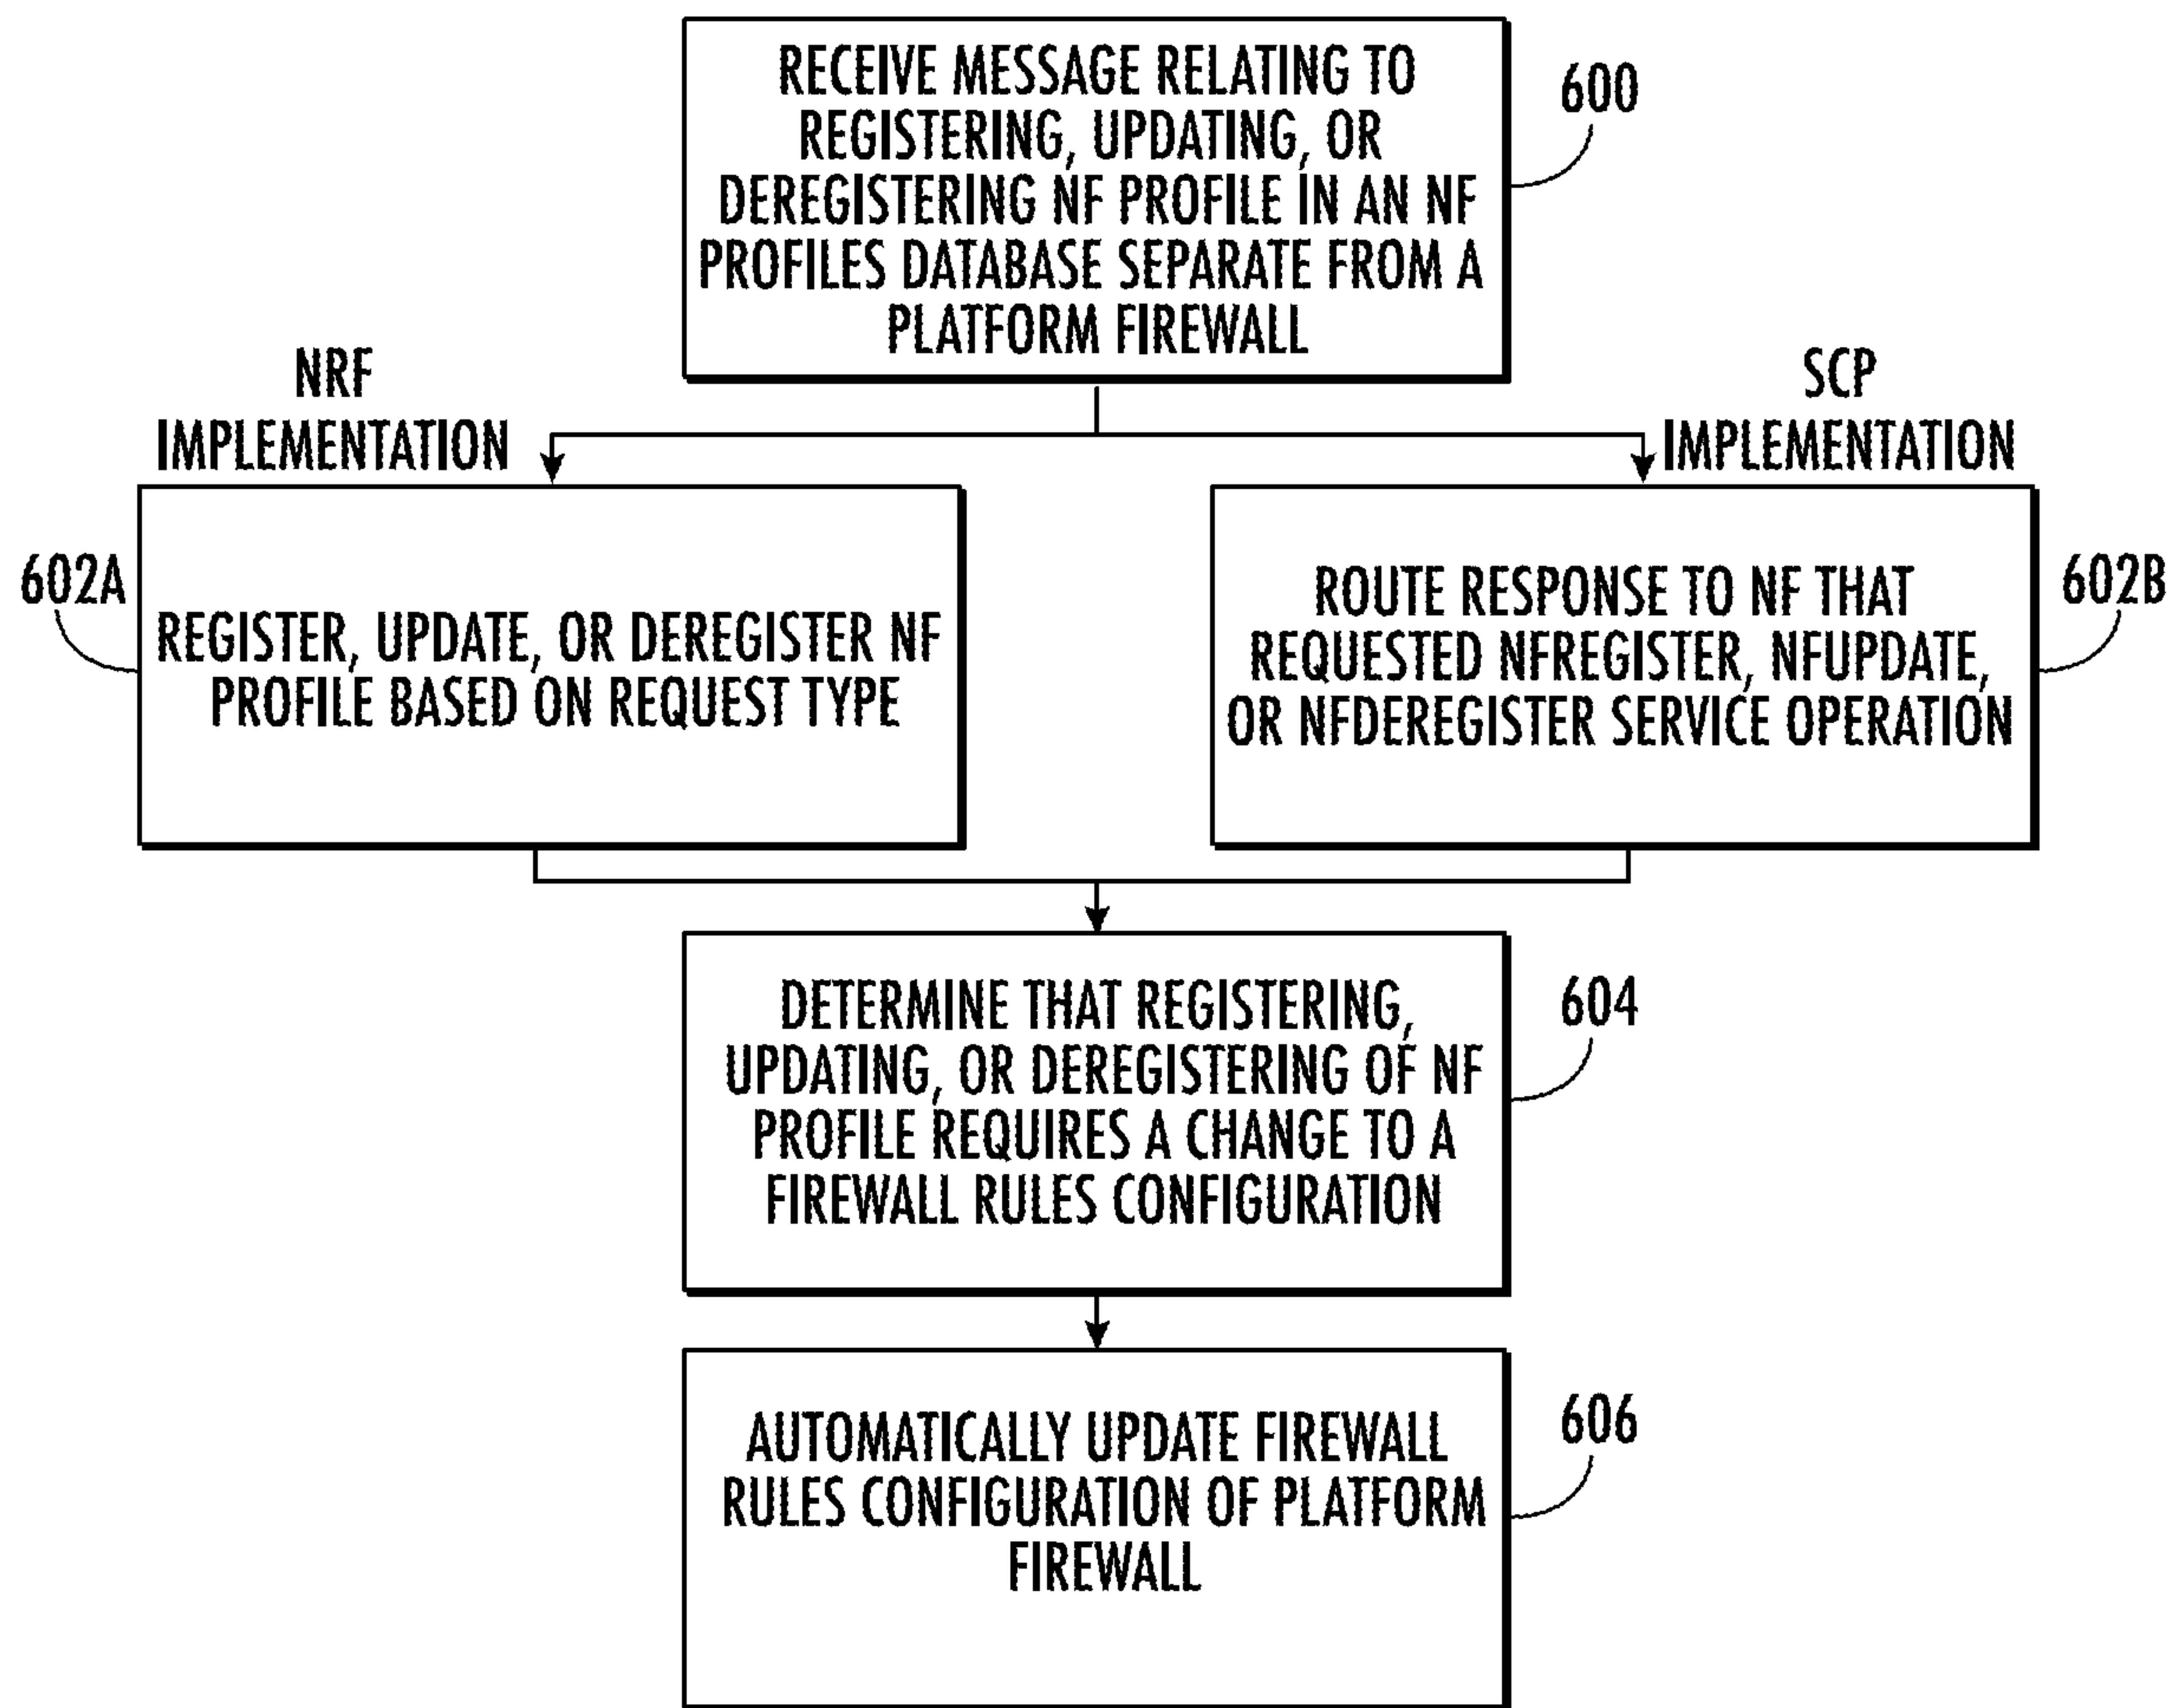 RECEIVE MESSAGE RELATING TO
REGISTERING, UPDATING, OR
DEREGISTERING NF PROFILE IN AN NF
PROFILES DATABASE SEPARATE FROM A
PLATFORM FIREWALL
600
NRF
IMPLEMENTATION
SCP
IMPLEMENTATION
602A
REGISTER, UPDATE, OR DEREGISTER NF
PROFILE BASED ON REQUEST TYPE
ROUTE RESPONSE TO NF THAT
REQUESTED NFREGISTER, NFUPDATE,
OR NFDEREGISTER SERVICE OPERATION
602B
DETERMINE THAT REGISTERING,
UPDATING, OR DEREGISTERING OF NF
PROFILE REQUIRES A CHANGE TO A
FIREWALL RULES CONFIGURATION
604
AUTOMATICALLY UPDATE FIREWALL
RULES CONFIGURATION OF PLATFORM
FIREWALL
606